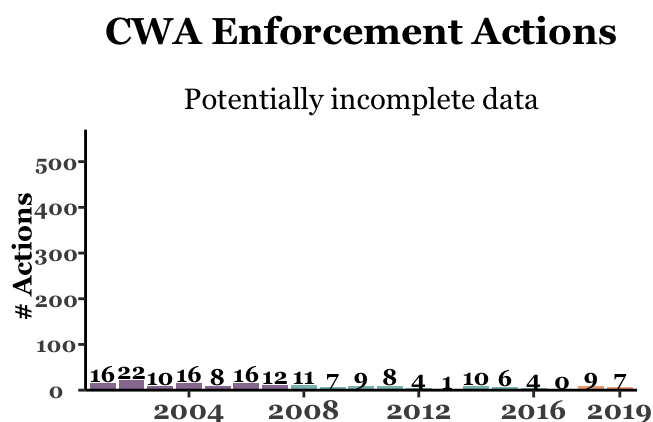 CWA Enforcement Actions
Potentially incomplete data
# Actions
500
400
300
200
100
0
16 22 10 16 8 16 12 11 7 9 8 4 1 10 6 4 0 9 7
2004 2008 2012 2016 2019